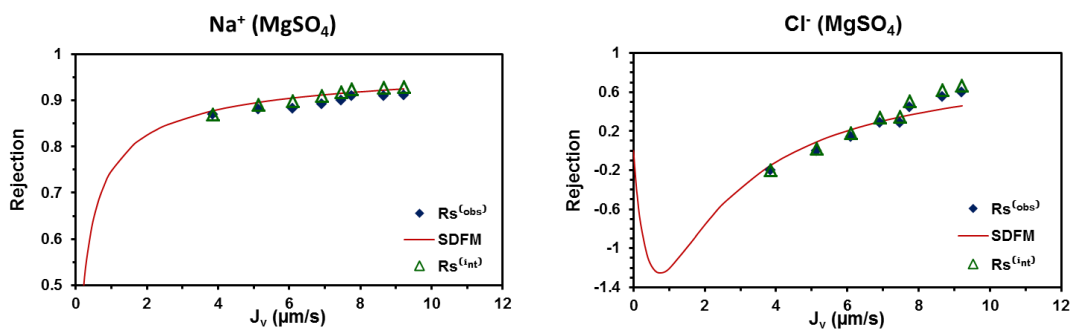 Na⁺ (MgSO₄)
1
0.9
0.8
0.7
0.6
0.5
Rejection
0
2
4
6
8
10
12
Jᵥ (µm/s)
Rs⁽ᵒᵇˢ⁾
SDFM
Rs⁽ⁱⁿᵗ⁾
Cl⁻ (MgSO₄)
1
0.6
0.2
-0.2
-0.6
-1
-1.4
Rejection
0
2
4
6
8
10
12
Jᵥ (µm/s)
Rs⁽ᵒᵇˢ⁾
SDFM
Rs⁽ⁱⁿᵗ⁾